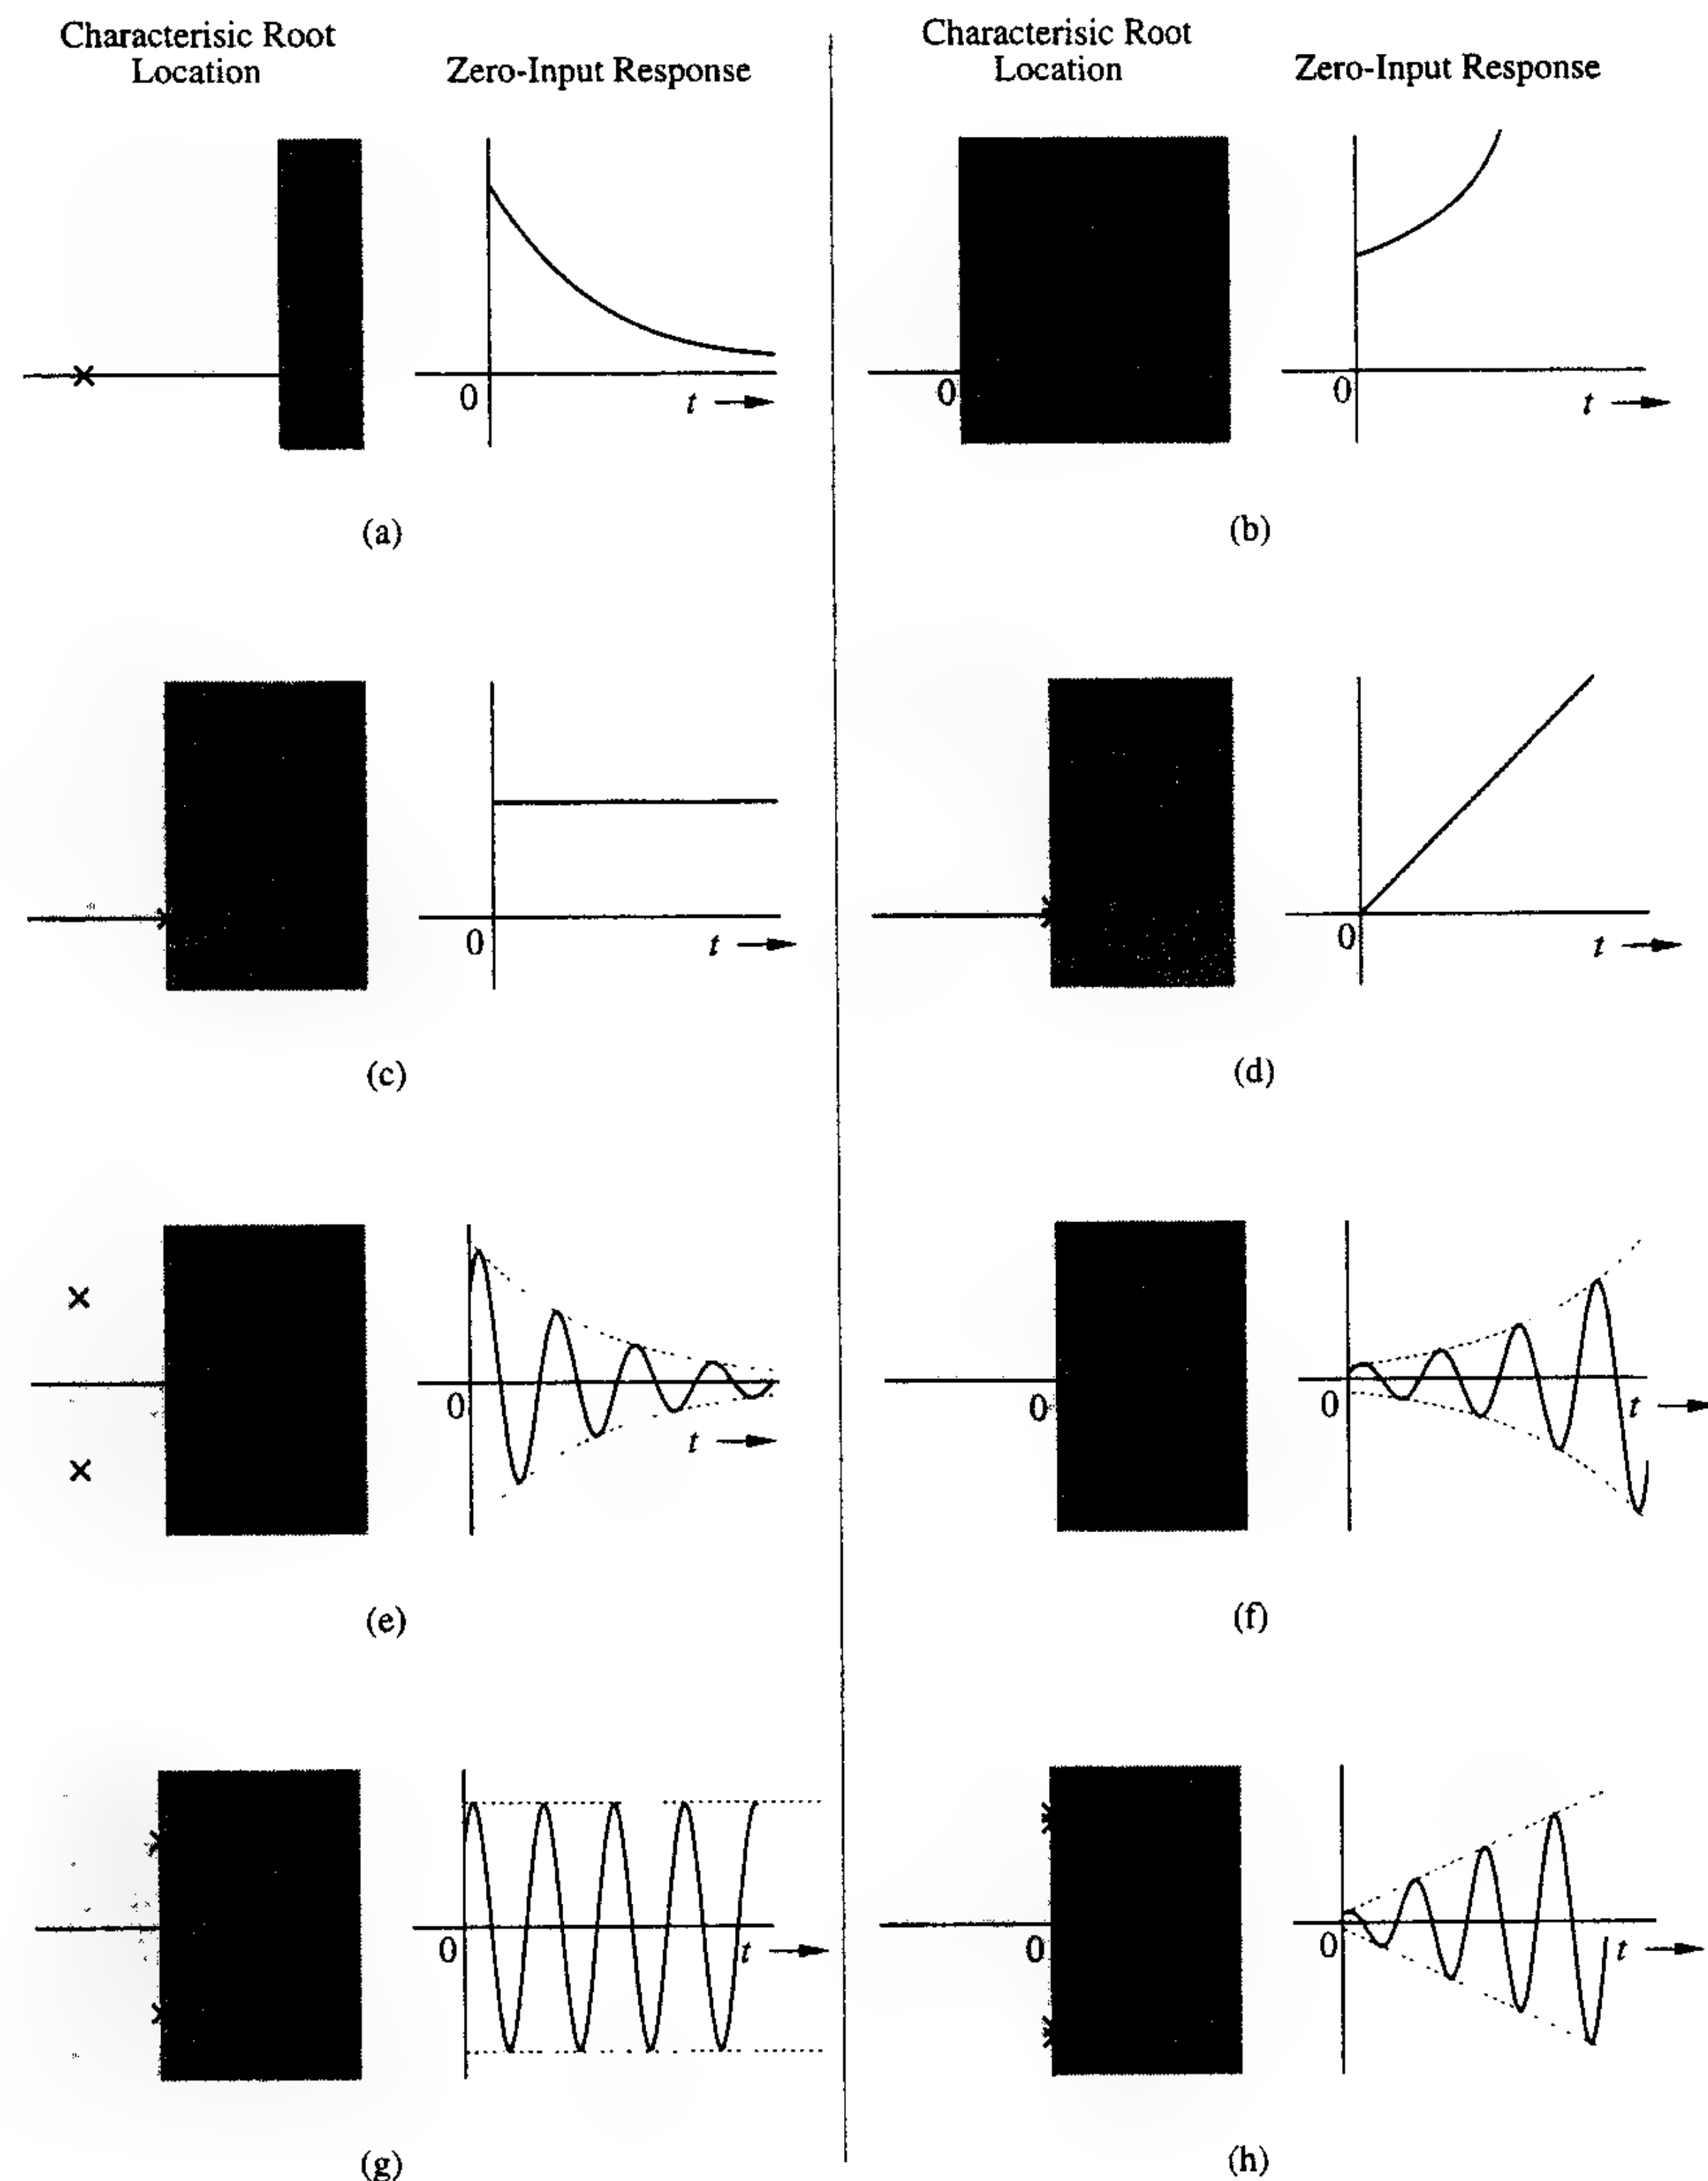 Characterisic Root
Location
Zero-Input Response
Characterisic Root
Location
Zero-Input Response
0
t
0
0
t
(a)
(b)
0
t
0
t
(c)
(d)
0
t
0
0
t
(e)
(f)
0
t
0
0
t
(g)
(h)